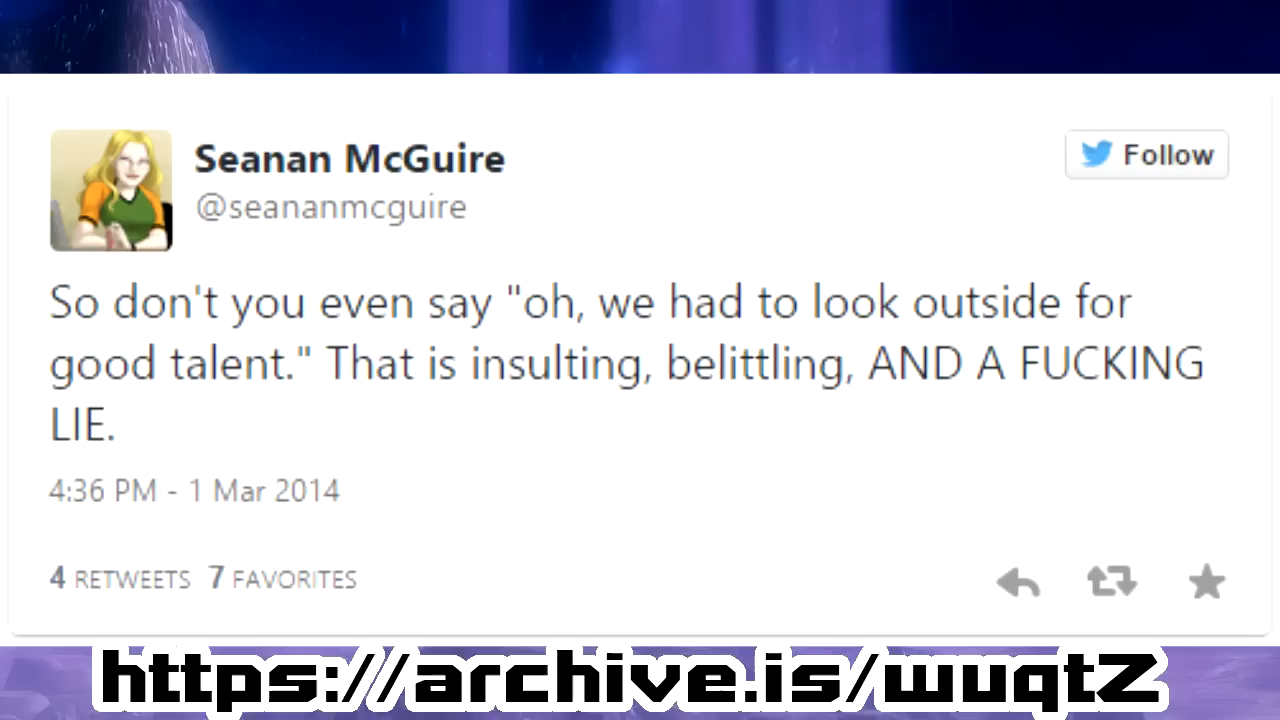 Seanan McGuire
@seananmcguire
Follow
So don't you even say "oh, we had to look outside for
good talent." That is insulting, belittling, AND A FUCKING
LIE.
4:36 PM - 1 Mar 2014
4 RETWEETS 7 FAVORITES
https://archive.is/wuqtZ